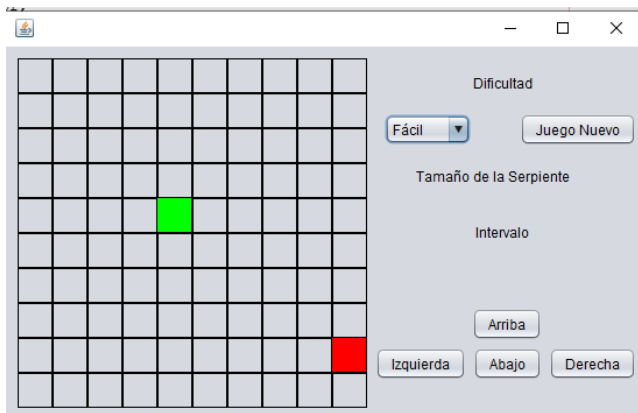 Dificultad
Fácil
Juego Nuevo
Tamaño de la Serpiente
Intervalo
Arriba
Izquierda
Abajo
Derecha